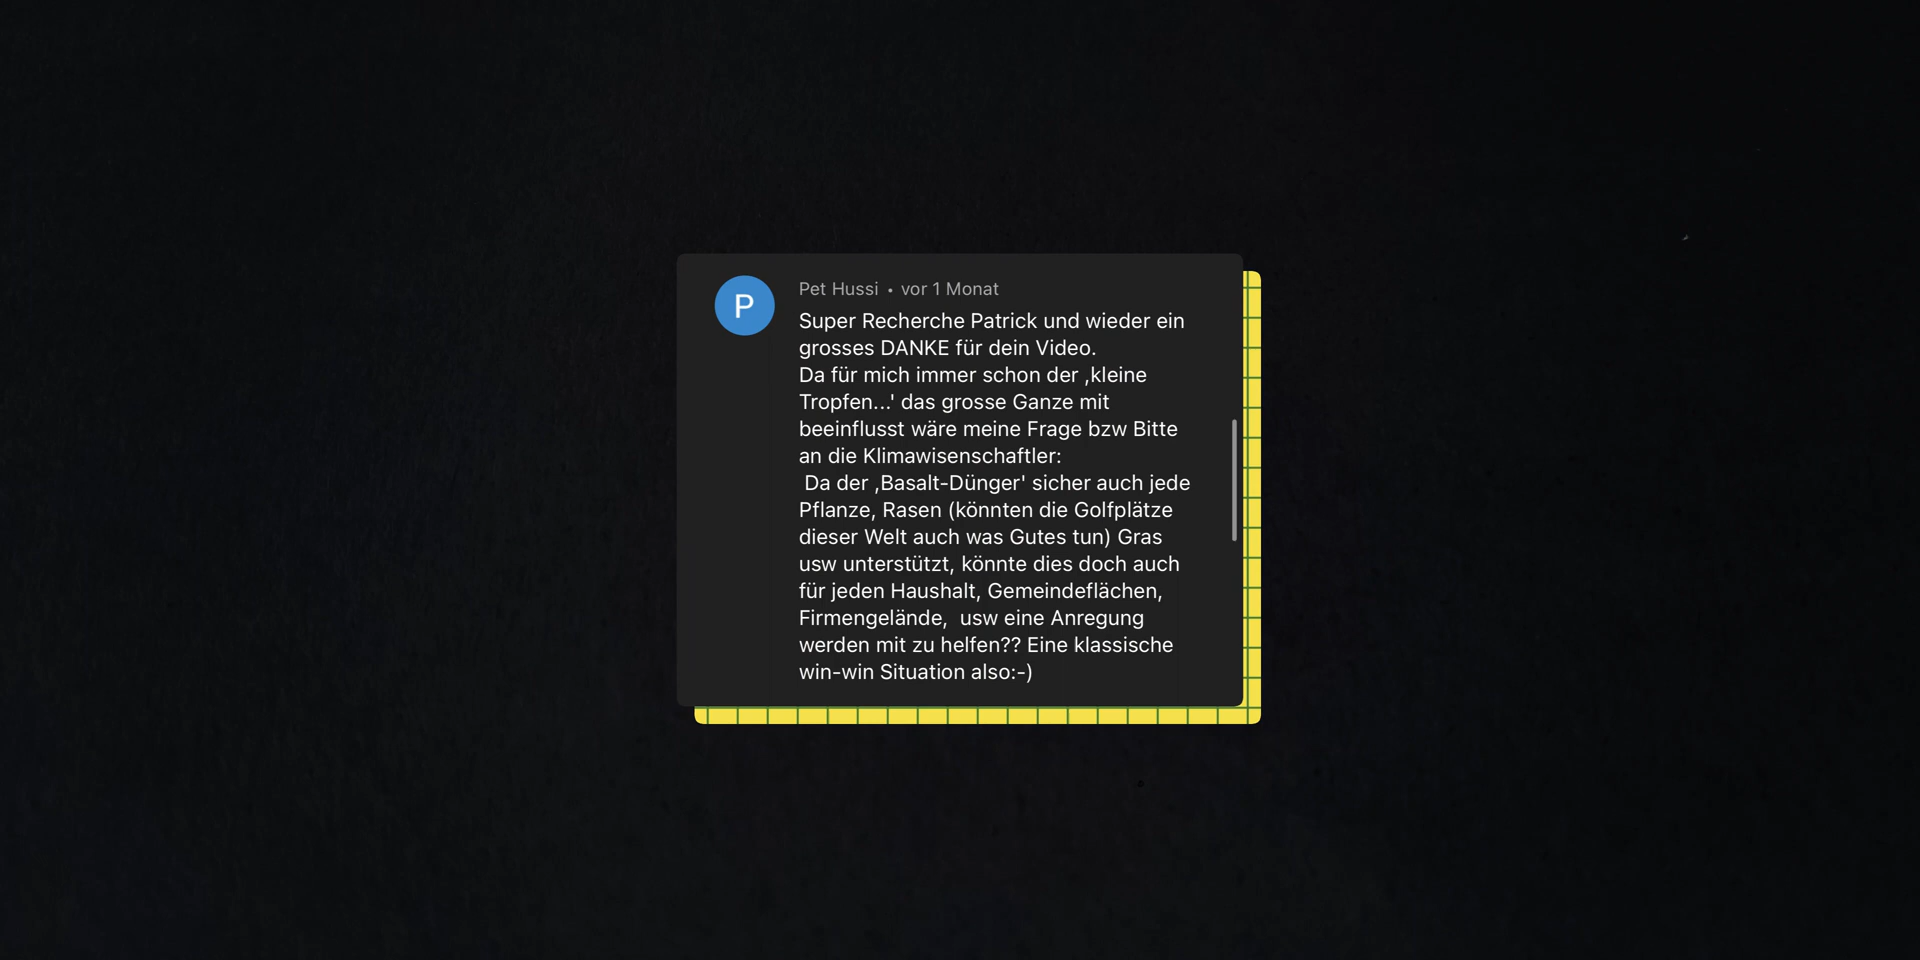 P
Pet Hussi • vor 1 Monat
Super Recherche Patrick und wieder ein
grosses DANKE für dein Video.
Da für mich immer schon der ‚kleine
Tropfen...' das grosse Ganze mit
beeinflusst wäre meine Frage bzw Bitte
an die Klimawisenschaftler:
Da der ‚Basalt-Dünger' sicher auch jede
Pflanze, Rasen (könnten die Golfplätze
dieser Welt auch was Gutes tun) Gras
usw unterstützt, könnte dies doch auch
für jeden Haushalt, Gemeindeflächen,
Firmengelände,  usw eine Anregung
werden mit zu helfen?? Eine klassische
win-win Situation also:-)